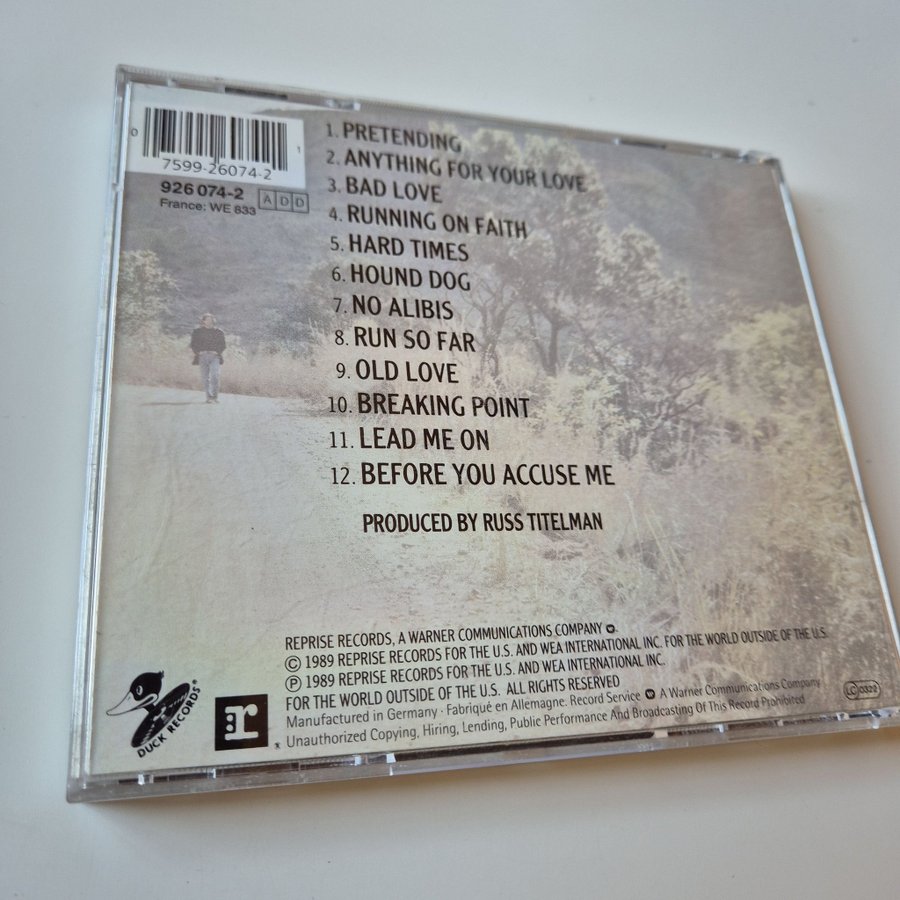 0
1
7599-26074-2
926 074-2
ADD
France: WE 833
1. PRETENDING
2. ANYTHING FOR YOUR LOVE
3. BAD LOVE
4. RUNNING ON FAITH
5. HARD TIMES
6. HOUND DOG
7. NO ALIBIS
8. RUN SO FAR
9. OLD LOVE
10. BREAKING POINT
11. LEAD ME ON
12. BEFORE YOU ACCUSE ME
PRODUCED BY RUSS TITELMAN
REPRISE RECORDS, A WARNER COMMUNICATIONS COMPANY
© 1989 REPRISE RECORDS FOR THE U.S. AND WEA INTERNATIONAL INC. FOR THE WORLD OUTSIDE OF THE U.S.
℗ 1989 REPRISE RECORDS FOR THE U.S. AND WEA INTERNATIONAL INC.
FOR THE WORLD OUTSIDE OF THE U.S. ALL RIGHTS RESERVED
Manufactured in Germany · Fabriqué en Allemagne. Record Service A Warner Communications Company
Unauthorized Copying, Hiring, Lending, Public Performance And Broadcasting Of This Record Prohibited
LC 0322
DUCK RECORDS®
r